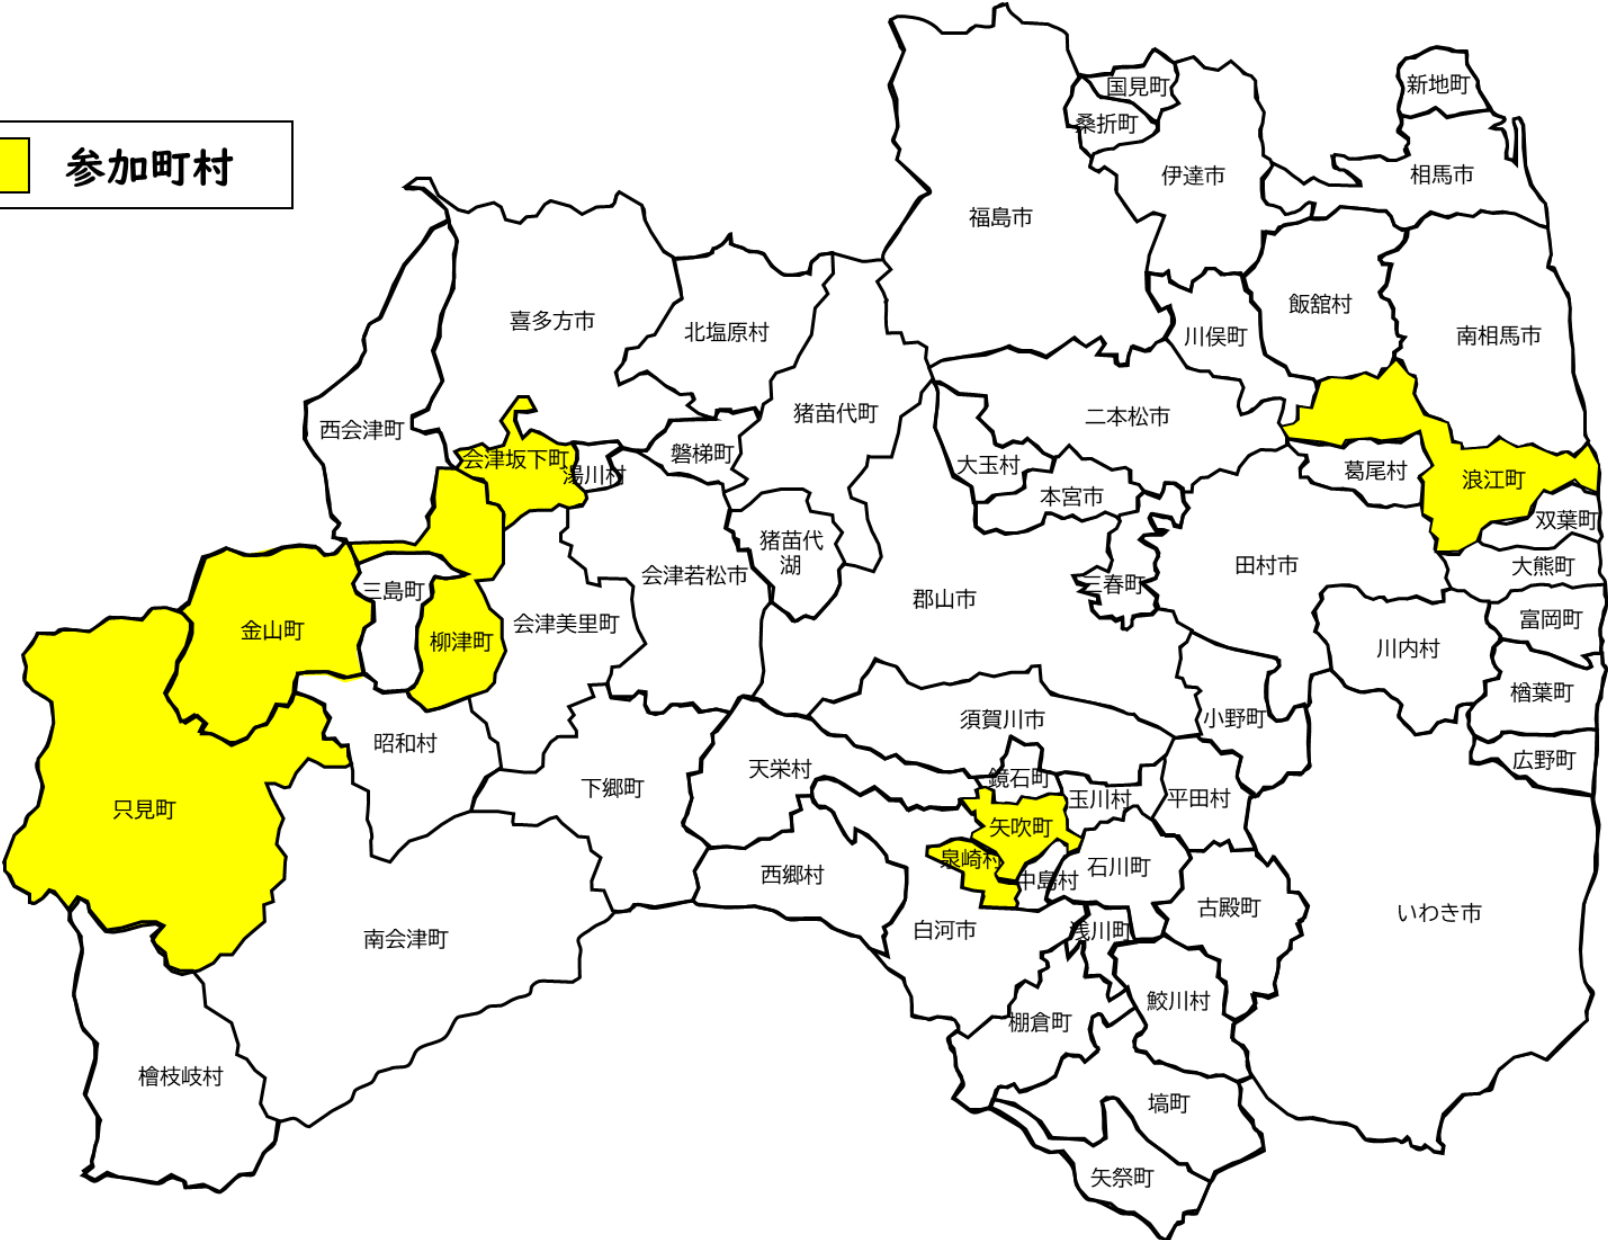 国見町
新地町
桑折町
参加町村
伊達市
相馬市
福島市
飯舘村
喜多方市
北塩原村
川俣町
南相馬市
猪苗代町
二本松市
西会津町
磐梯町
会津坂下町
湯川村
大玉村
葛尾村
浪江町
本宮市
双葉町
猪苗代
湖
田村市
大熊町
会津若松市
三春町
三島町
郡山市
富岡町
会津美里町
金山町
柳津町
川内村
楢葉町
須賀川市
小野町
昭和村
広野町
天栄村
鏡石町
下郷町
玉川村
平田村
只見町
矢吹町
泉崎村
石川町
西郷村
中島村
古殿町
いわき市
白河市
浅川町
南会津町
鮫川村
棚倉町
檜枝岐村
塙町
矢祭町